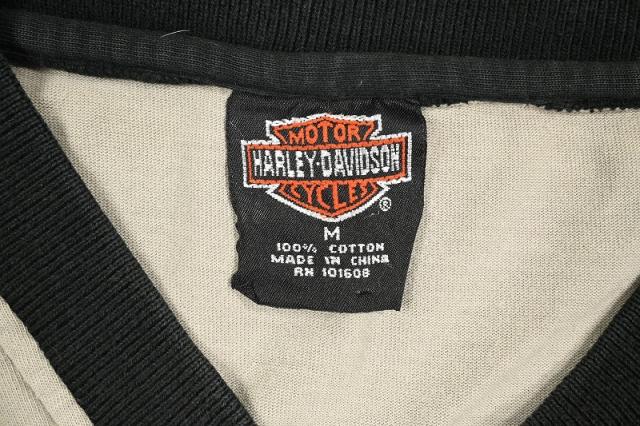 MOTOR
HARLEY-DAVIDSON
CYCLES
®
M
100% COTTON
MADE IN CHINA
RN 101608